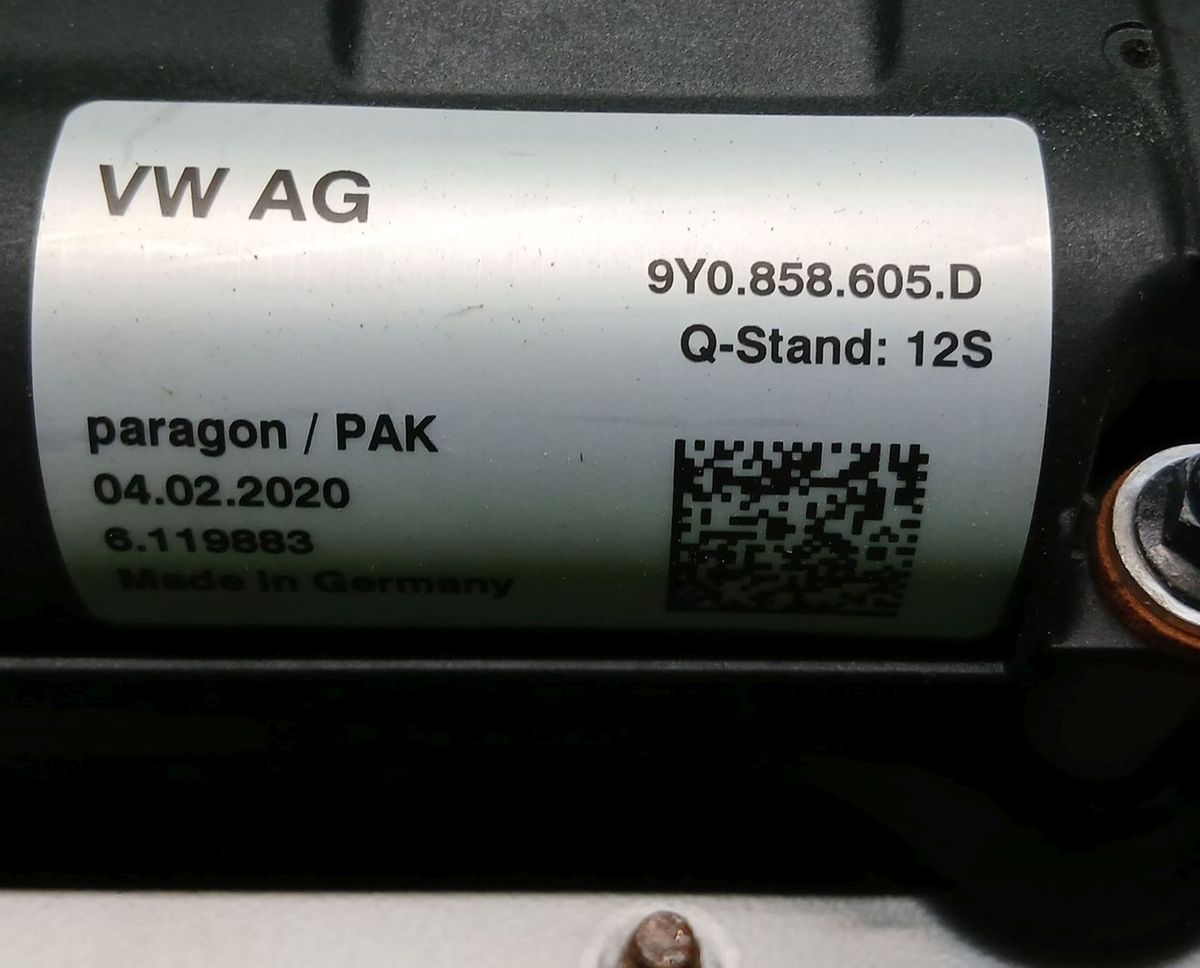 VW AG
9Y0.858.605.D
Q-Stand: 12S
paragon / PAK
04.02.2020
6.119883
Made in Germany